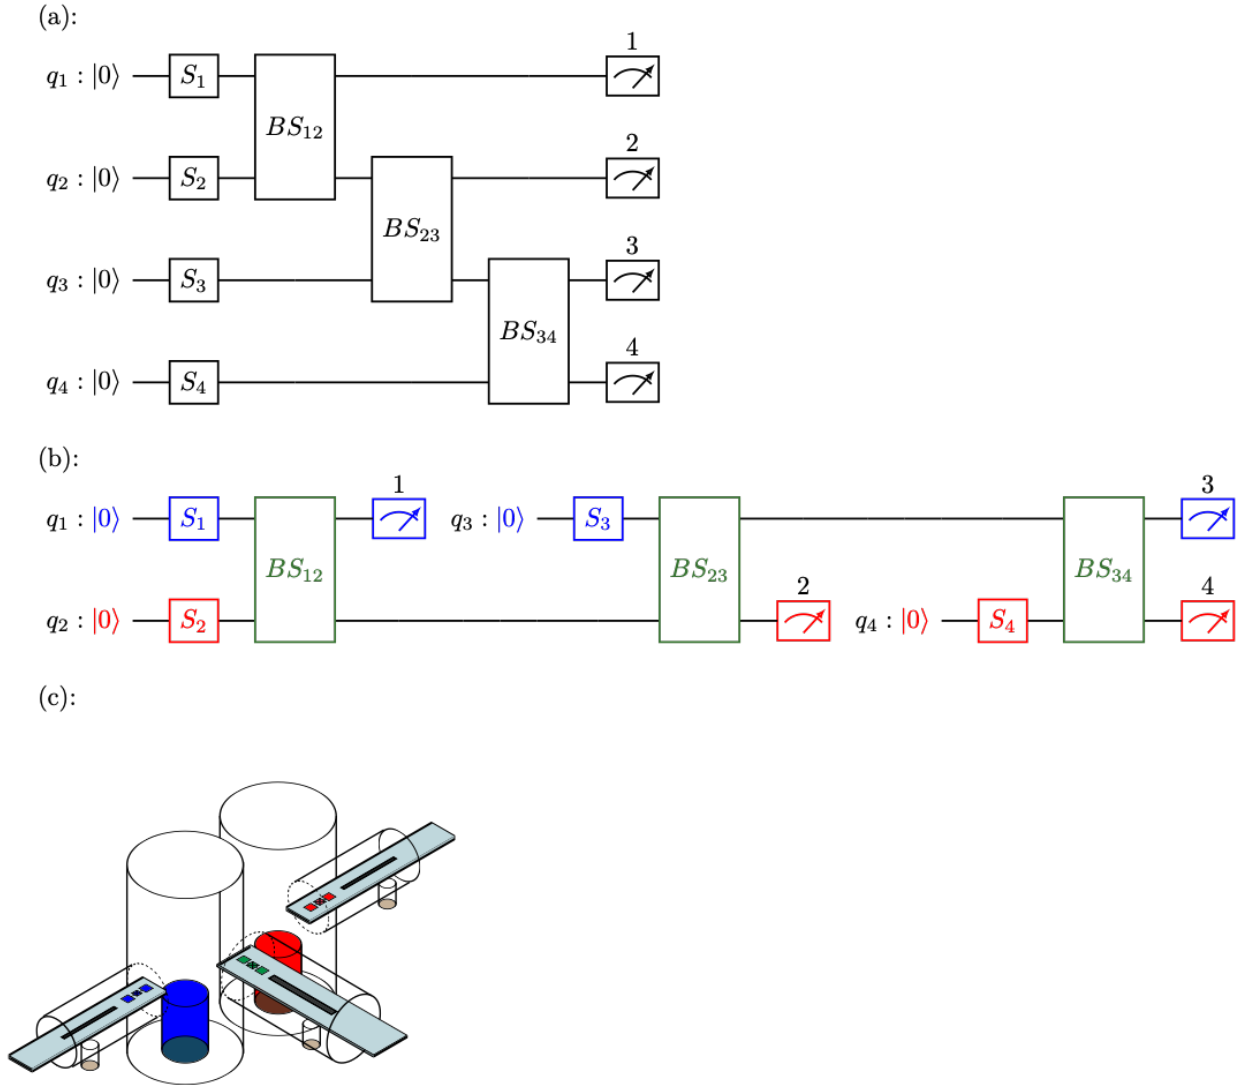 (a):
1
q₁ : |0⟩ S₁
BS₁₂
2
q₂ : |0⟩ S₂
BS₂₃
3
q₃ : |0⟩ S₃
BS₃₄
4
q₄ : |0⟩ S₄
(b):
1 3
q₁ : |0⟩ S₁ q₃ : |0⟩ S₃
BS₁₂ BS₂₃ BS₃₄
2 4
q₂ : |0⟩ S₂ q₄ : |0⟩ S₄
(c):